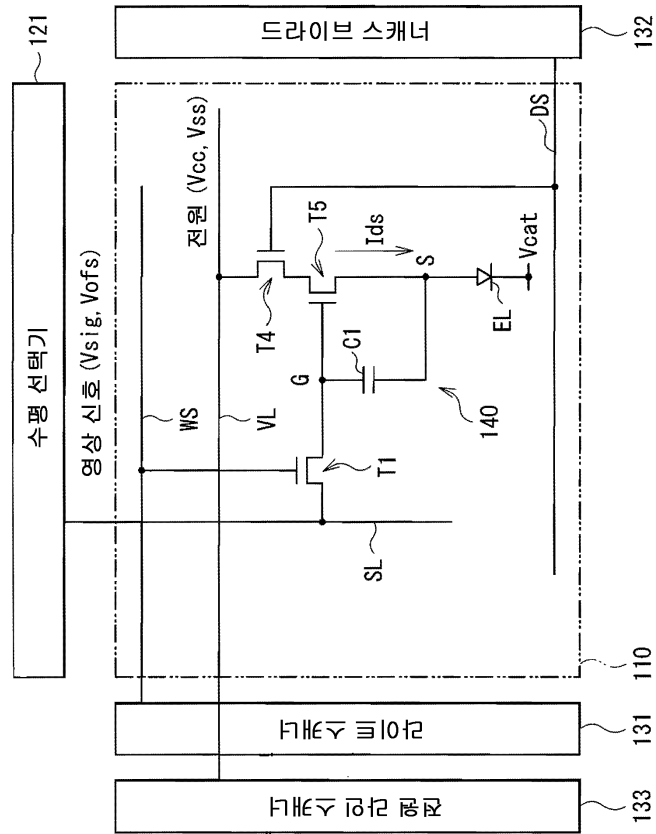 121
수평 선택기
영상 신호 (Vsig, Vofs)
전원 (Vcc, Vss)
WS
VL
T4
T5
Ids
G
C1
S
T1
140
EL
Vcat
SL
DS
110
전원 라인 스캐너
133
라이트 스캐너
131
드라이브 스캐너
132